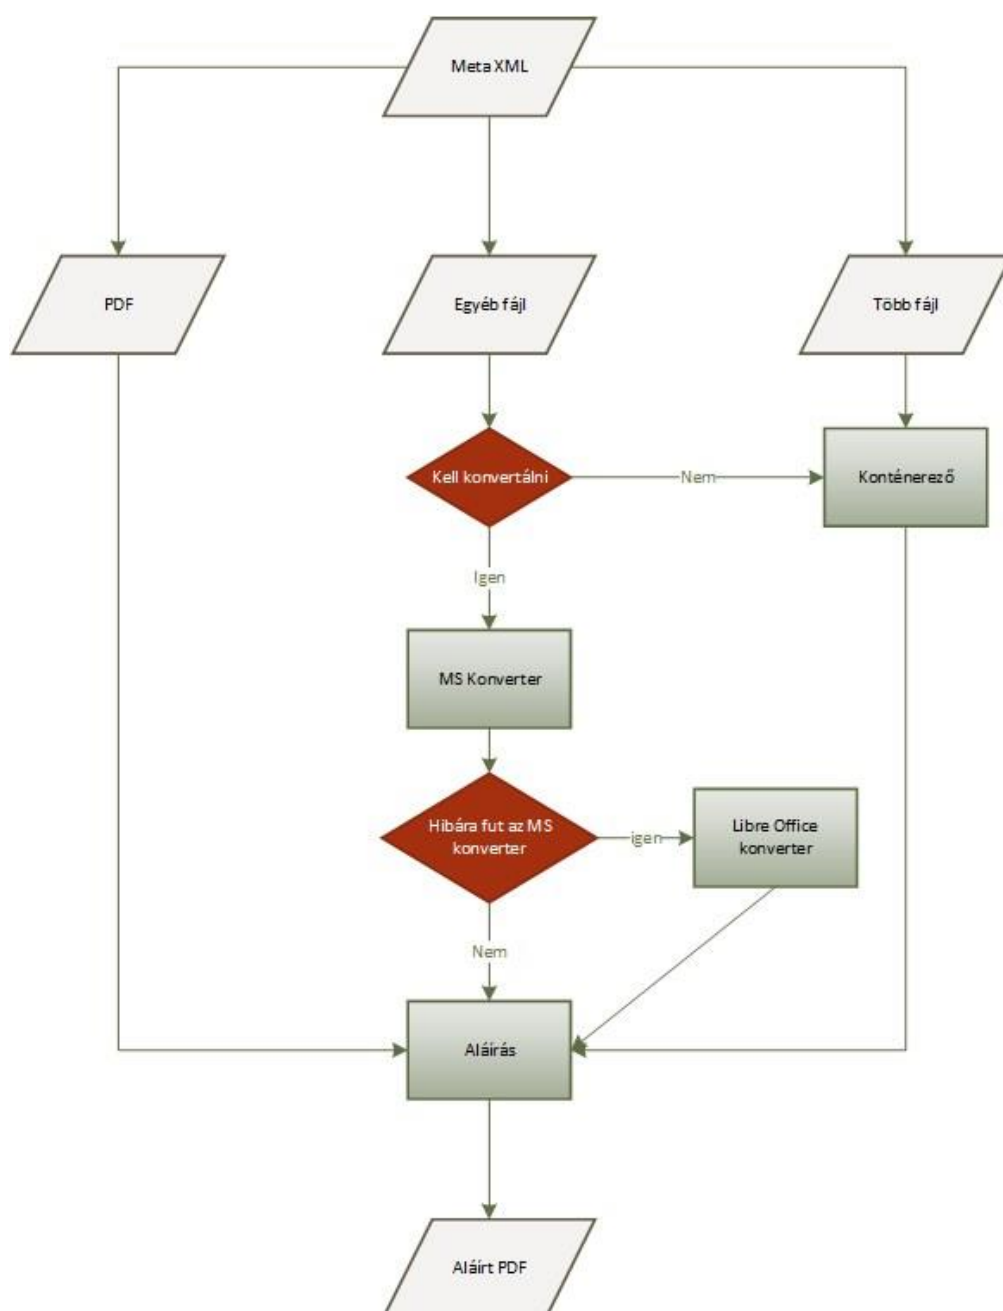 Meta XML
PDF
Egyéb fájl
Több fájl
Kell konvertálni
Nem
Konténerező
Igen
MS Konverter
Hibára fut az MS
konverter
igen
Libre Office
konverter
Nem
Aláírás
Aláírt PDF